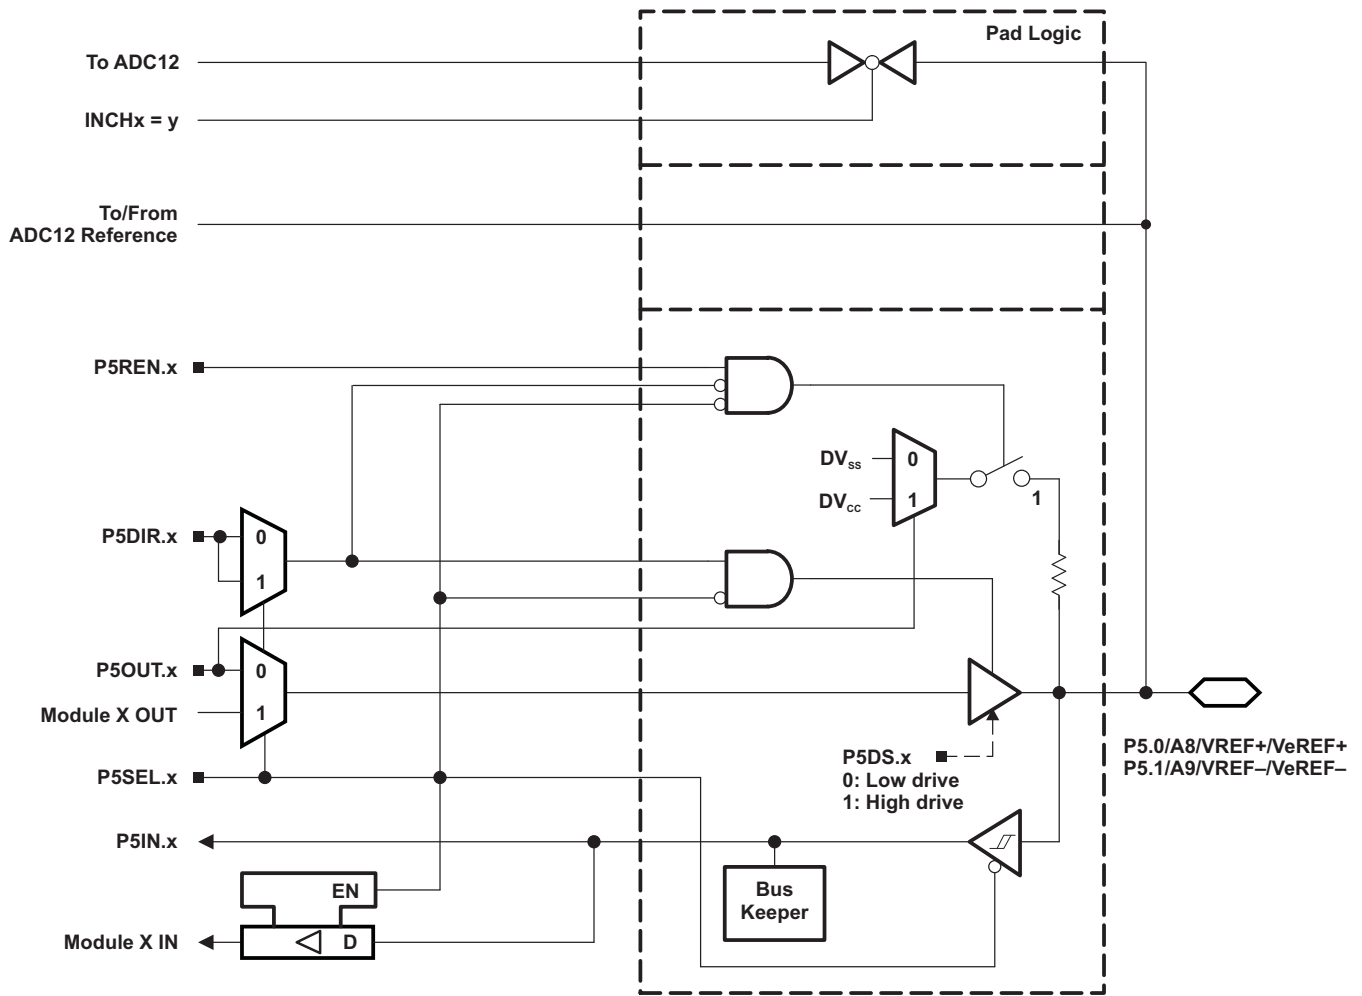 Pad Logic
To ADC12
INCHx = y
To/From
ADC12 Reference
P5REN.x
DVSS
0
DVCC
1
1
P5DIR.x
0
1
P5OUT.x
0
Module X OUT
1
P5SEL.x
P5DS.x
0: Low drive
1: High drive
P5.0/A8/VREF+/VeREF+
P5.1/A9/VREF–/VeREF–
P5IN.x
Bus
Keeper
EN
Module X IN
D